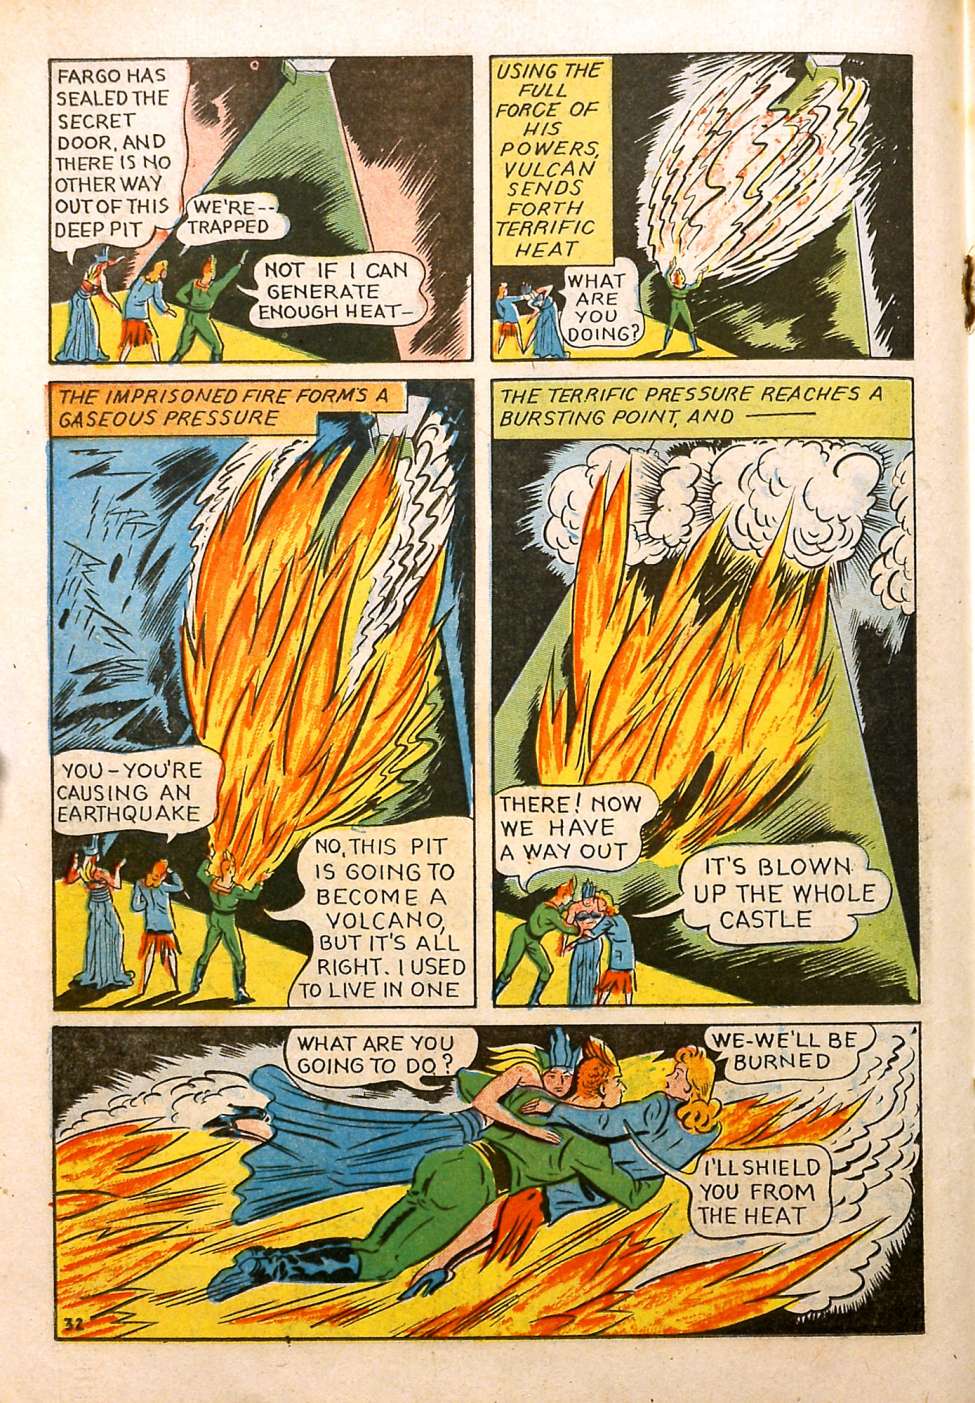 FARGO HAS
SEALED THE
SECRET
DOOR, AND
THERE IS NO
OTHER WAY
OUT OF THIS
DEEP PIT
WE'RE--
TRAPPED
NOT IF I CAN
GENERATE
ENOUGH HEAT—
USING THE
FULL
FORCE OF
HIS
POWERS,
VULCAN
SENDS
FORTH
TERRIFIC
HEAT
WHAT
ARE
YOU
DOING?
THE IMPRISONED FIRE FORM'S A
GASEOUS PRESSURE
YOU-YOU'RE
CAUSING AN
EARTHQUAKE
NO, THIS PIT
IS GOING TO
BECOME A
VOLCANO,
BUT IT'S ALL
RIGHT. I USED
TO LIVE IN ONE
THE TERRIFIC PRESSURE REACHES A
BURSTING POINT, AND ———
THERE! NOW
WE HAVE
A WAY OUT
IT'S BLOWN
UP THE WHOLE
CASTLE
WHAT ARE YOU
GOING TO DO?
WE-WE'LL BE
BURNED
I'LL SHIELD
YOU FROM
THE HEAT
32